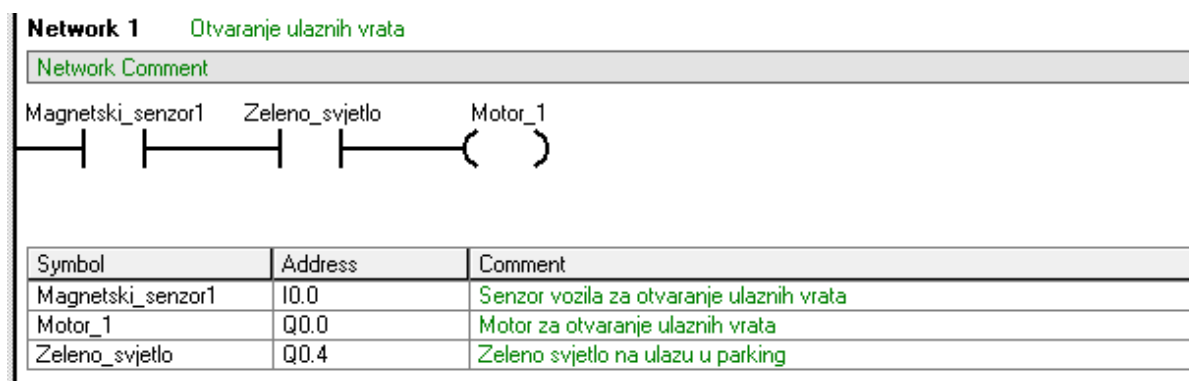 Network 1 Otvaranje ulaznih vrata
Network Comment
Magnetski_senzor1 Zeleno_svjetlo Motor_1
Symbol Address Comment
Magnetski_senzor1 I0.0 Senzor vozila za otvaranje ulaznih vrata
Motor_1 Q0.0 Motor za otvaranje ulaznih vrata
Zeleno_svjetlo Q0.4 Zeleno svjetlo na ulazu u parking